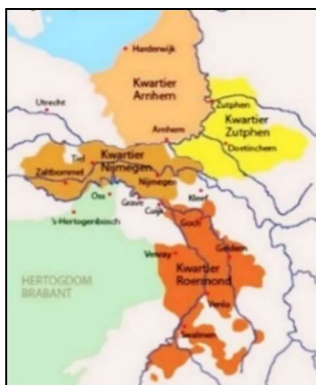 Harderwijk
Kwartier
Arnhem
Utrecht
Zutphen
Kwartier
Zutphen
Arnhem
Doetinchem
Tiel
Kwartier
Nijmegen
Zaltbommel
Nijmegen
Oss
Grave
Kleef
Cuijk
's-Hertogenbosch
Goch
Geldern
Venray
Kwartier
Roermond
HERTOGDOM
BRABANT
Venlo
Swalmen